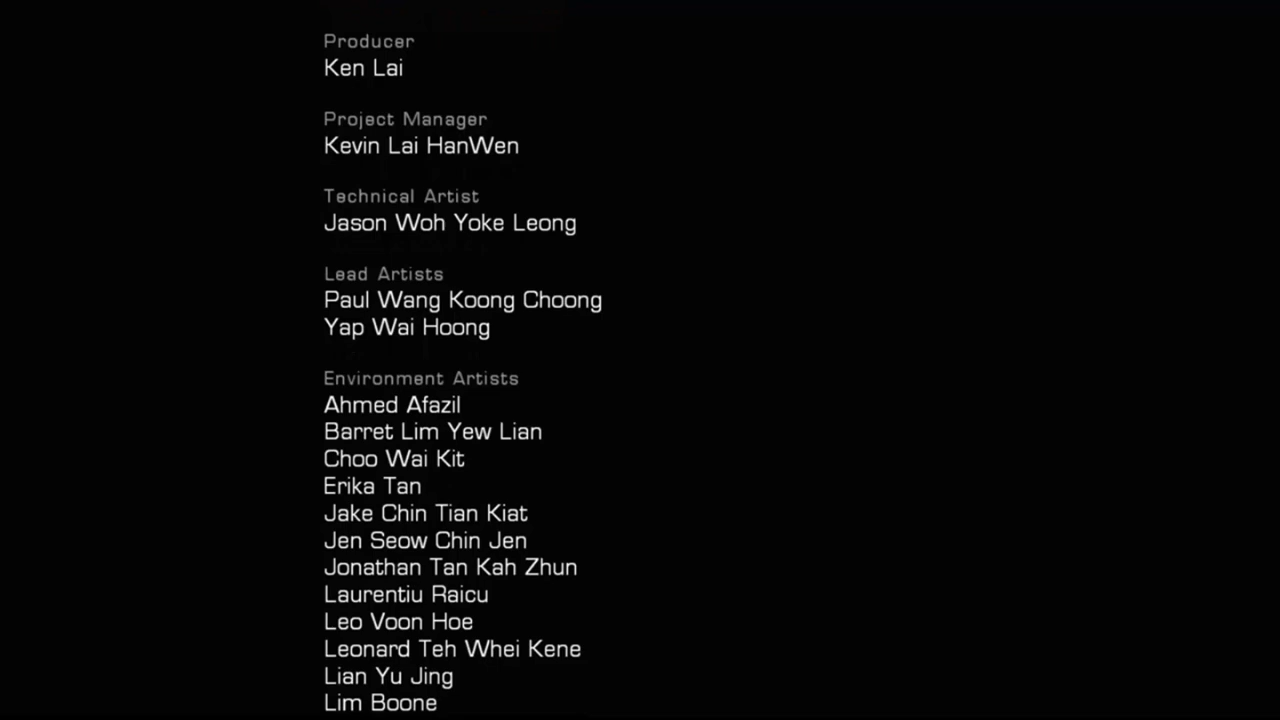 Producer
Ken Lai
Project Manager
Kevin Lai HanWen
Technical Artist
Jason Woh Yoke Leong
Lead Artists
Paul Wang Koong Choong
Yap Wai Hoong
Environment Artists
Ahmed Afazil
Barret Lim Yew Lian
Choo Wai Kit
Erika Tan
Jake Chin Tian Kiat
Jen Seow Chin Jen
Jonathan Tan Kah Zhun
Laurentiu Raicu
Leo Voon Hoe
Leonard Teh Whei Kene
Lian Yu Jing
Lim Boone